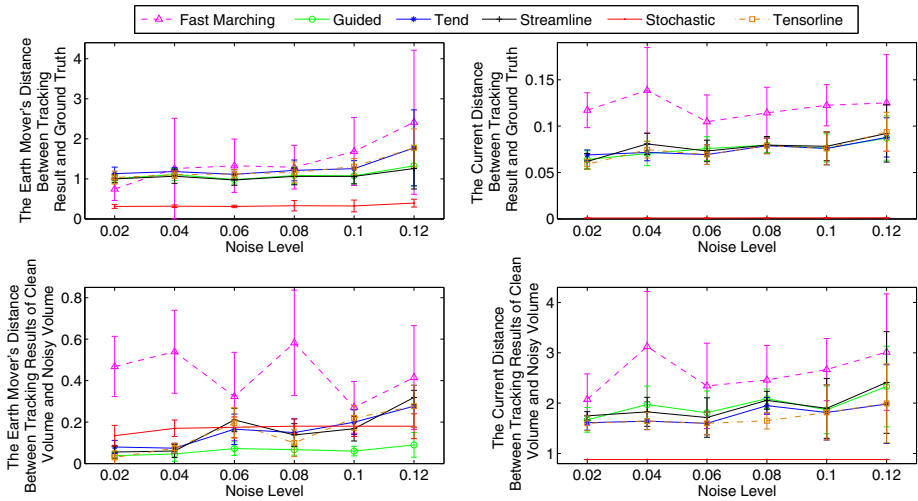 Fast Marching Guided Tend Streamline Stochastic Tensorline
The Earth Mover's Distance
Between Tracking
Result and Ground Truth
4
3
2
1
0
0.02 0.04 0.06 0.08 0.1 0.12
Noise Level
The Current Distance
Between Tracking
Result and Ground Truth
0.15
0.1
0.05
0
0.02 0.04 0.06 0.08 0.1 0.12
Noise Level
The Earth Mover's Distance
Between Tracking Results of Clean
Volume and Noisy Volume
0.8
0.6
0.4
0.2
0
0.02 0.04 0.06 0.08 0.1 0.12
Noise Level
The Current Distance
Between Tracking Results of Clean
Volume and Noisy Volume
4
3
2
1
0.02 0.04 0.06 0.08 0.1 0.12
Noise Level